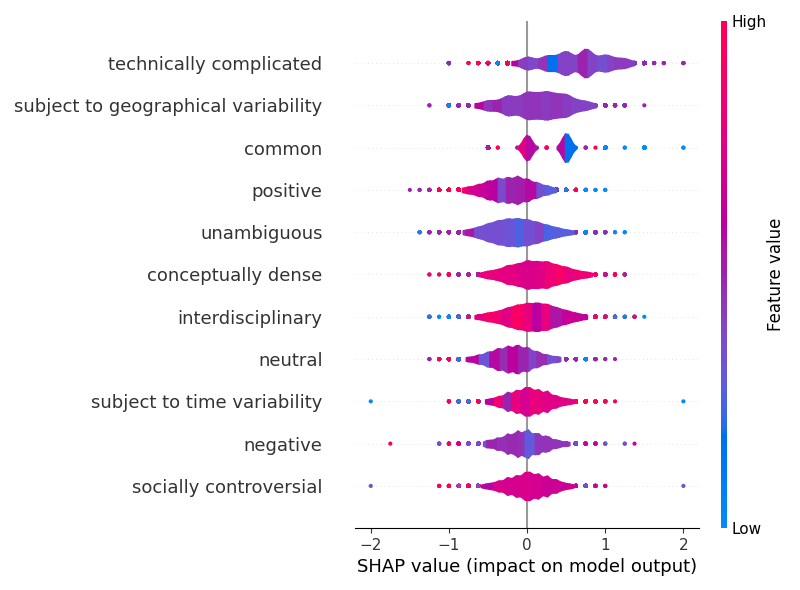 High
technically complicated
subject to geographical variability
common
positive
unambiguous
conceptually dense
interdisciplinary
neutral
subject to time variability
negative
socially controversial
Feature value
Low
−2 −1 0 1 2
SHAP value (impact on model output)